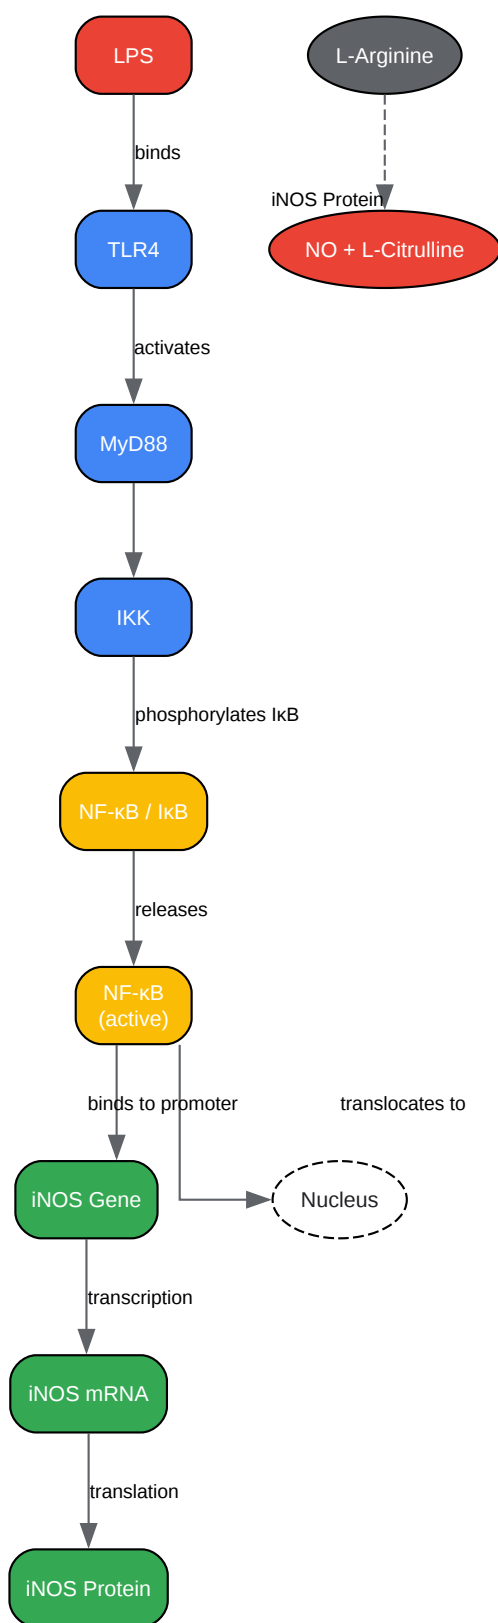 LPS
L-Arginine
binds
iNOS Protein
TLR4
NO + L-Citrulline
activates
MyD88
IKK
phosphorylates IκB
NF-κB / IκB
releases
NF-κB
(active)
binds to promoter
translocates to
iNOS Gene
Nucleus
transcription
iNOS mRNA
translation
iNOS Protein